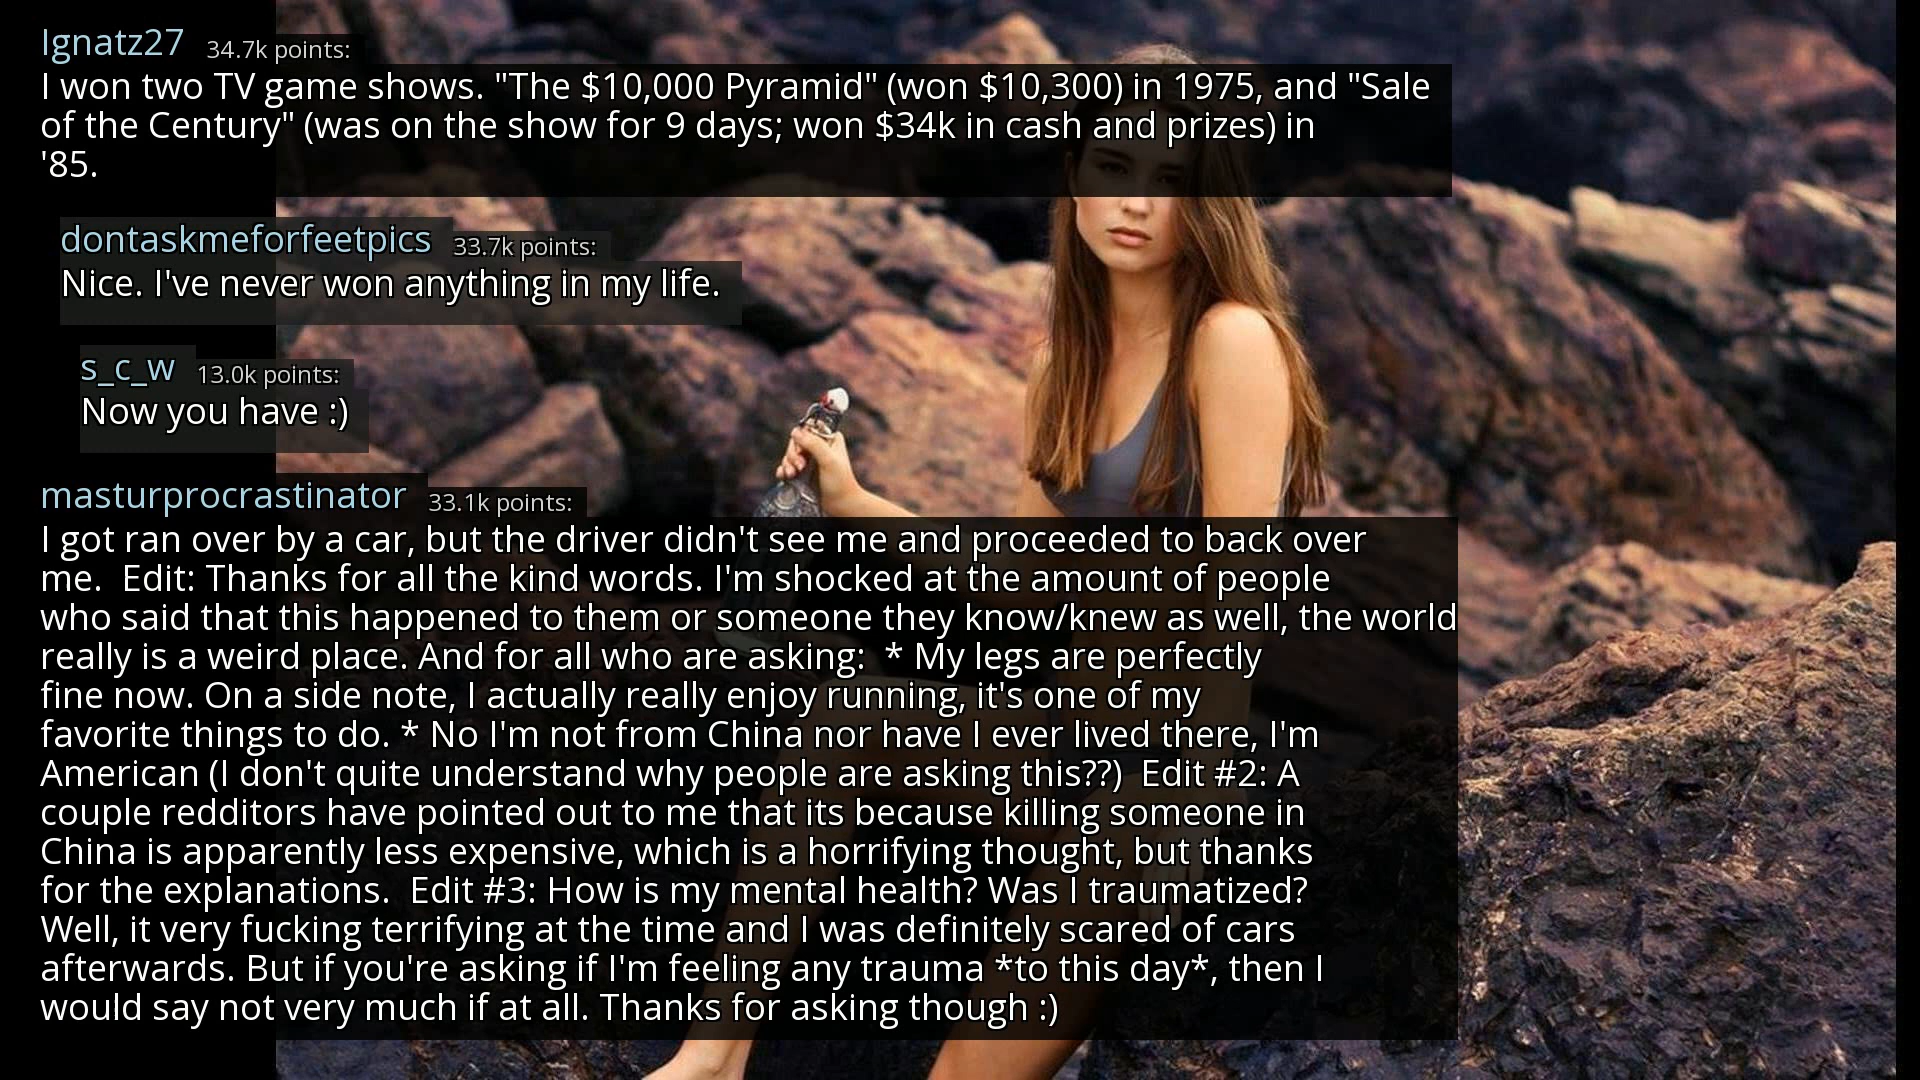 Ignatz27 34.7k points:
I won two TV game shows. "The $10,000 Pyramid" (won $10,300) in 1975, and "Sale
of the Century" (was on the show for 9 days; won $34k in cash and prizes) in
'85.
dontaskmeforfeetpics 33.7k points:
Nice. I've never won anything in my life.
s_c_w 13.0k points:
Now you have :)
masturprocrastinator 33.1k points:
I got ran over by a car, but the driver didn't see me and proceeded to back over
me.  Edit: Thanks for all the kind words. I'm shocked at the amount of people
who said that this happened to them or someone they know/knew as well, the world
really is a weird place. And for all who are asking:  * My legs are perfectly
fine now. On a side note, I actually really enjoy running, it's one of my
favorite things to do. * No I'm not from China nor have I ever lived there, I'm
American (I don't quite understand why people are asking this??)  Edit #2: A
couple redditors have pointed out to me that its because killing someone in
China is apparently less expensive, which is a horrifying thought, but thanks
for the explanations.  Edit #3: How is my mental health? Was I traumatized?
Well, it very fucking terrifying at the time and I was definitely scared of cars
afterwards. But if you're asking if I'm feeling any trauma *to this day*, then I
would say not very much if at all. Thanks for asking though :)